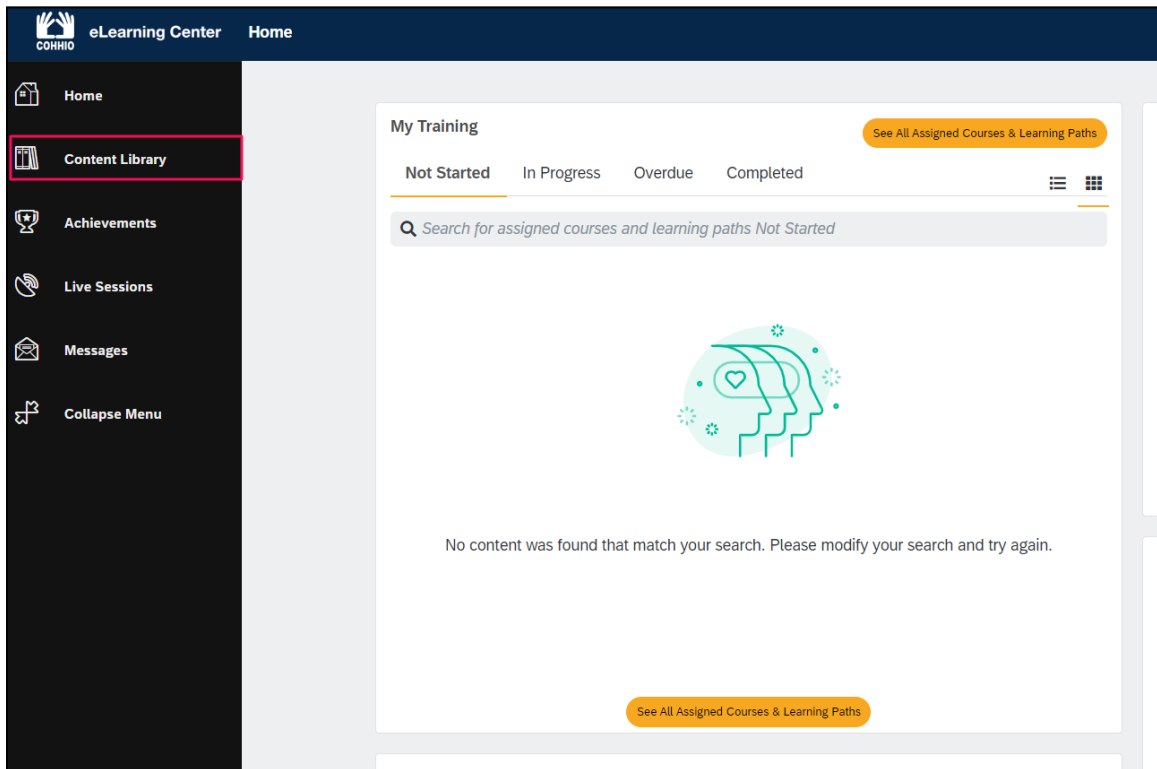 COHHIO
eLearning Center
Home
Home
Content Library
Achievements
Live Sessions
Messages
Collapse Menu
My Training
See All Assigned Courses & Learning Paths
Not Started
In Progress
Overdue
Completed
Search for assigned courses and learning paths Not Started
No content was found that match your search. Please modify your search and try again.
See All Assigned Courses & Learning Paths